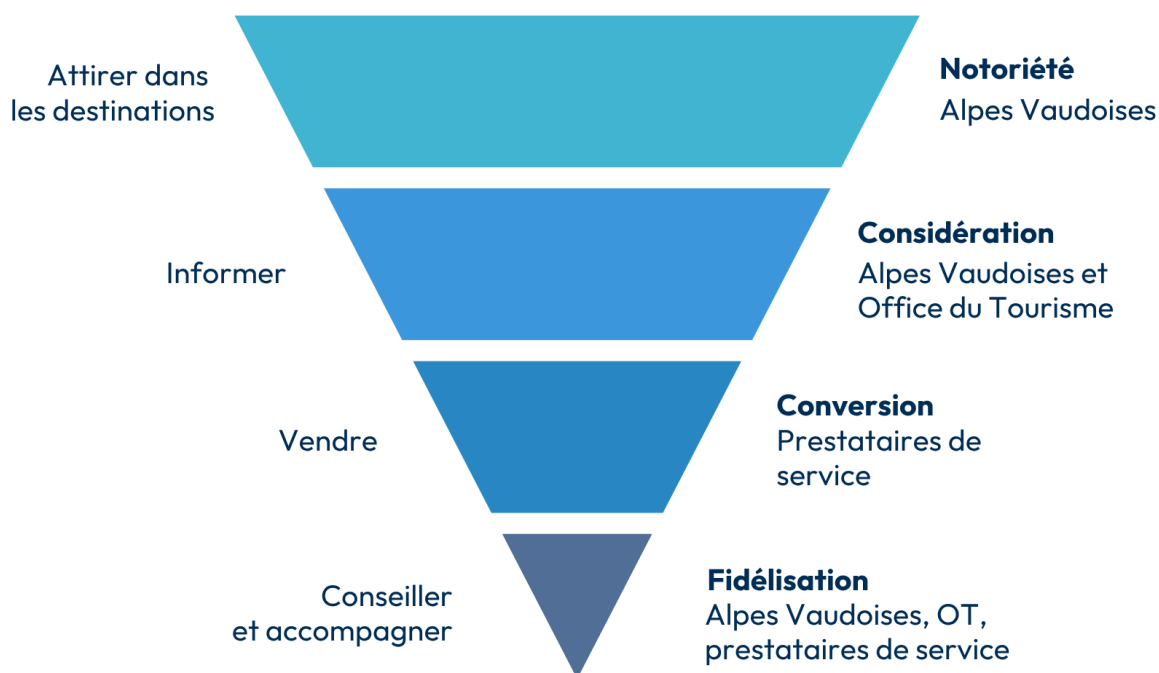 Attirer dans
les destinations
Notoriété
Alpes Vaudoises
Informer
Considération
Alpes Vaudoises et
Office du Tourisme
Vendre
Conversion
Prestataires de
service
Conseiller
et accompagner
Fidélisation
Alpes Vaudoises, OT,
prestataires de service